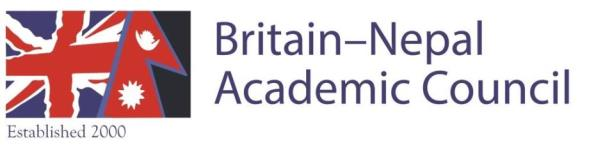 Britain–Nepal
Academic Council
Established 2000